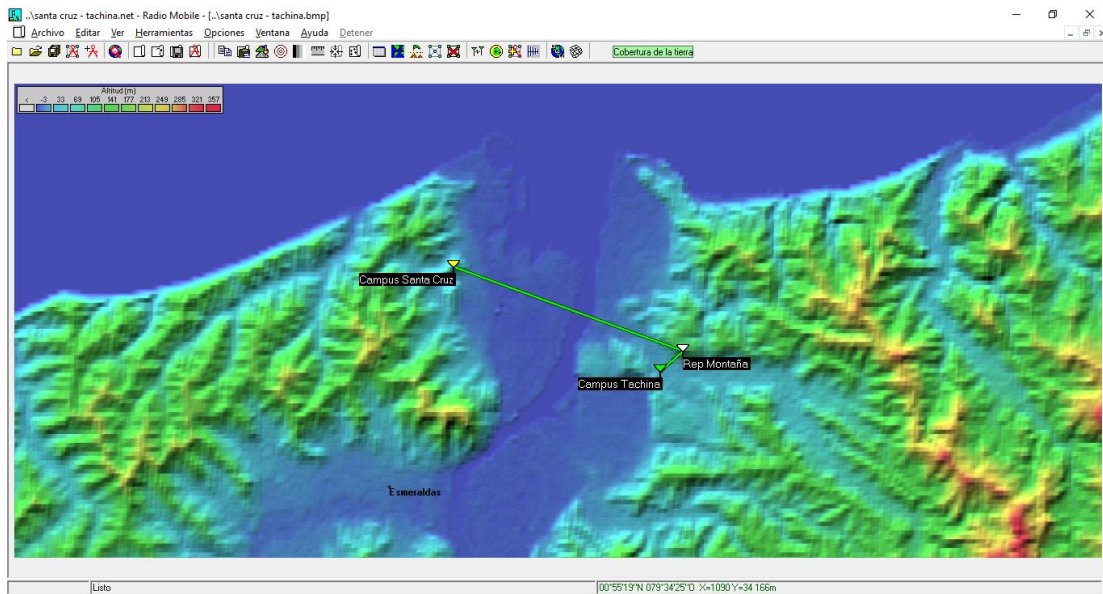 ..\santa cruz - tachina.net - Radio Mobile - [..\santa cruz - tachina.bmp]
Archivo Editar Ver Herramientas Opciones Ventana Ayuda Detener
Cobertura de la tierra
Altitud (m)
< -3 33 69 105 141 177 213 249 285 321 357
Campus Santa Cruz
Rep Montaña
Campus Tachina
Esmeraldas
Listo 00°55'19"N 079°34'25"O X=1090 Y=34 166m